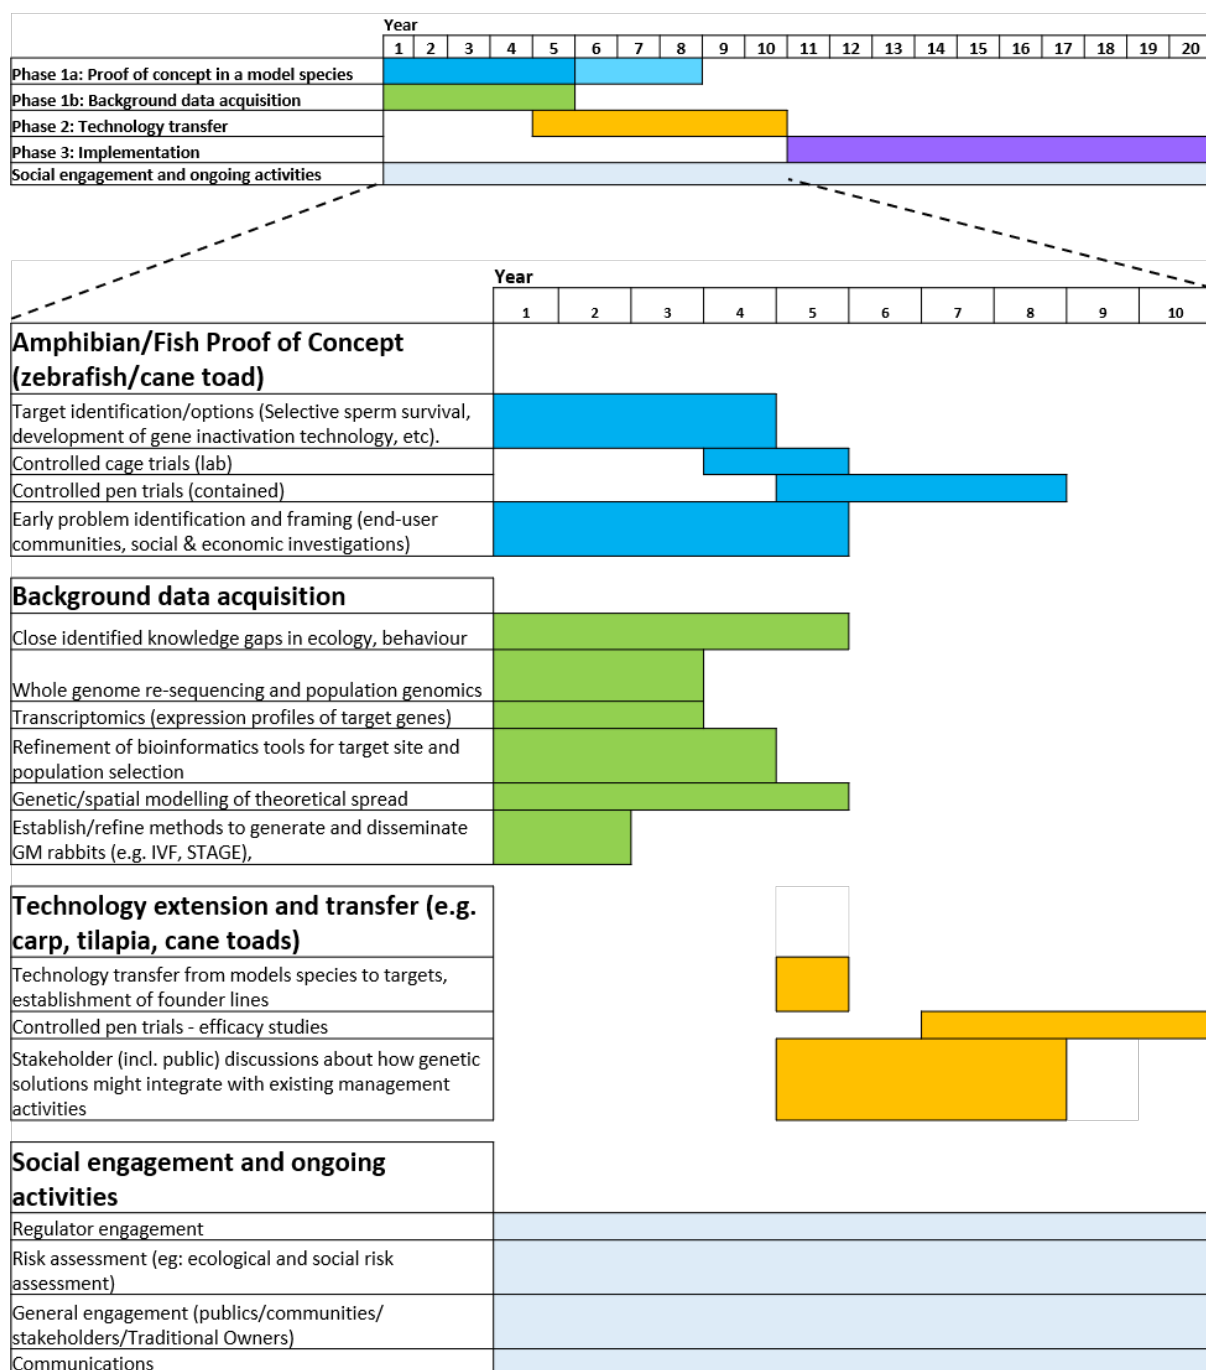 Year
1 2 3 4 5 6 7 8 9 10 11 12 13 14 15 16 17 18 19 20
Phase 1a: Proof of concept in a model species
Phase 1b: Background data acquisition
Phase 2: Technology transfer
Phase 3: Implementation
Social engagement and ongoing activities
Year
1 2 3 4 5 6 7 8 9 10
Amphibian/Fish Proof of Concept
(zebrafish/cane toad)
Target identification/options (Selective sperm survival,
development of gene inactivation technology, etc).
Controlled cage trials (lab)
Controlled pen trials (contained)
Early problem identification and framing (end-user
communities, social & economic investigations)
Background data acquisition
Close identified knowledge gaps in ecology, behaviour
Whole genome re-sequencing and population genomics
Transcriptomics (expression profiles of target genes)
Refinement of bioinformatics tools for target site and
population selection
Genetic/spatial modelling of theoretical spread
Establish/refine methods to generate and disseminate
GM rabbits (e.g. IVF, STAGE),
Technology extension and transfer (e.g.
carp, tilapia, cane toads)
Technology transfer from models species to targets,
establishment of founder lines
Controlled pen trials - efficacy studies
Stakeholder (incl. public) discussions about how genetic
solutions might integrate with existing management
activities
Social engagement and ongoing
activities
Regulator engagement
Risk assessment (eg: ecological and social risk
assessment)
General engagement (publics/communities/
stakeholders/Traditional Owners)
Communications